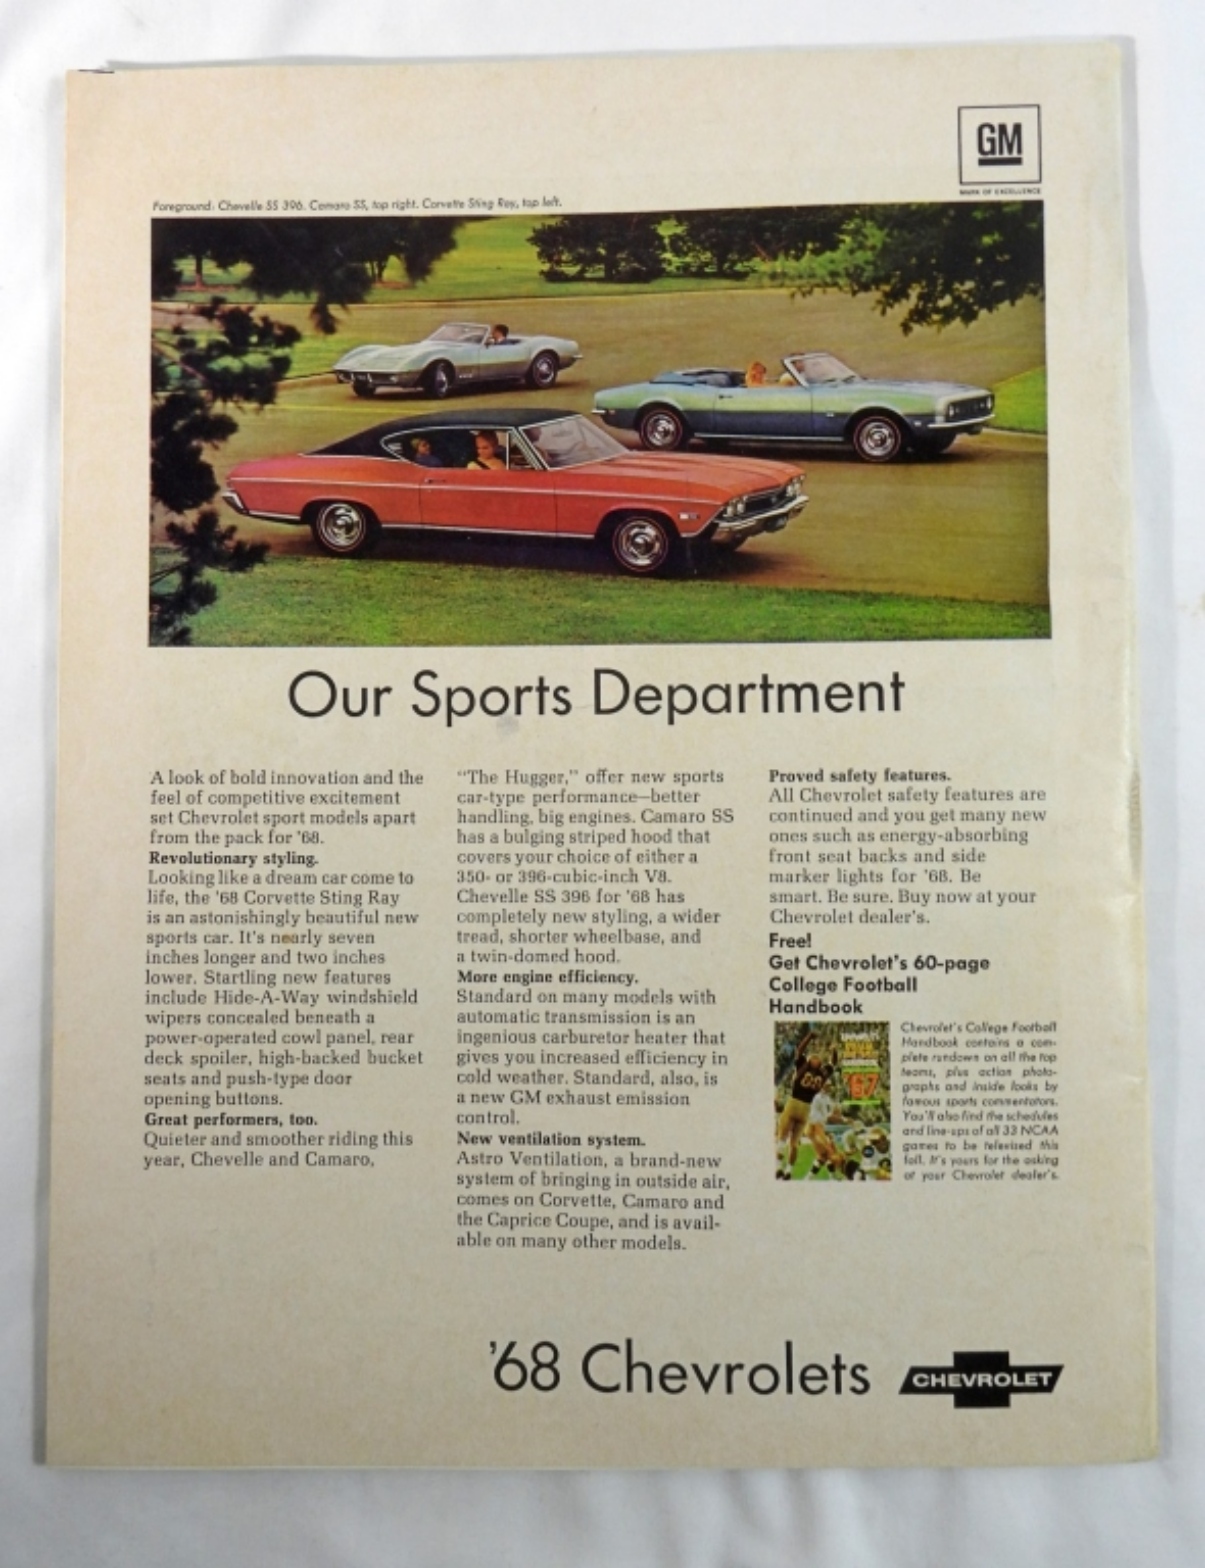 GM
MARK OF EXCELLENCE
Foreground: Chevelle SS 396. Camaro SS, top right. Corvette Sting Ray, top left.
Our Sports Department
A look of bold innovation and the
feel of competitive excitement
set Chevrolet sport models apart
from the pack for '68.
Revolutionary styling.
Looking like a dream car come to
life, the '68 Corvette Sting Ray
is an astonishingly beautiful new
sports car. It's nearly seven
inches longer and two inches
lower. Startling new features
include Hide-A-Way windshield
wipers concealed beneath a
power-operated cowl panel, rear
deck spoiler, high-backed bucket
seats and push-type door
opening buttons.
Great performers, too.
Quieter and smoother riding this
year, Chevelle and Camaro,
"The Hugger," offer new sports
car-type performance—better
handling, big engines. Camaro SS
has a bulging striped hood that
covers your choice of either a
350- or 396-cubic-inch V8.
Chevelle SS 396 for '68 has
completely new styling, a wider
tread, shorter wheelbase, and
a twin-domed hood.
More engine efficiency.
Standard on many models with
automatic transmission is an
ingenious carburetor heater that
gives you increased efficiency in
cold weather. Standard, also, is
a new GM exhaust emission
control.
New ventilation system.
Astro Ventilation, a brand-new
system of bringing in outside air,
comes on Corvette, Camaro and
the Caprice Coupe, and is avail-
able on many other models.
Proved safety features.
All Chevrolet safety features are
continued and you get many new
ones such as energy-absorbing
front seat backs and side
marker lights for '68. Be
smart. Be sure. Buy now at your
Chevrolet dealer's.
Free!
Get Chevrolet's 60-page
College Football
Handbook
Chevrolet's College Football
Handbook contains a com-
plete rundown on all the top
teams, plus action photo-
graphs and inside looks by
famous sports commentators.
You'll also find the schedules
and line-ups of all 33 NCAA
games to be televised this
fall. It's yours for the asking
at your Chevrolet dealer's.
'68 Chevrolets
CHEVROLET